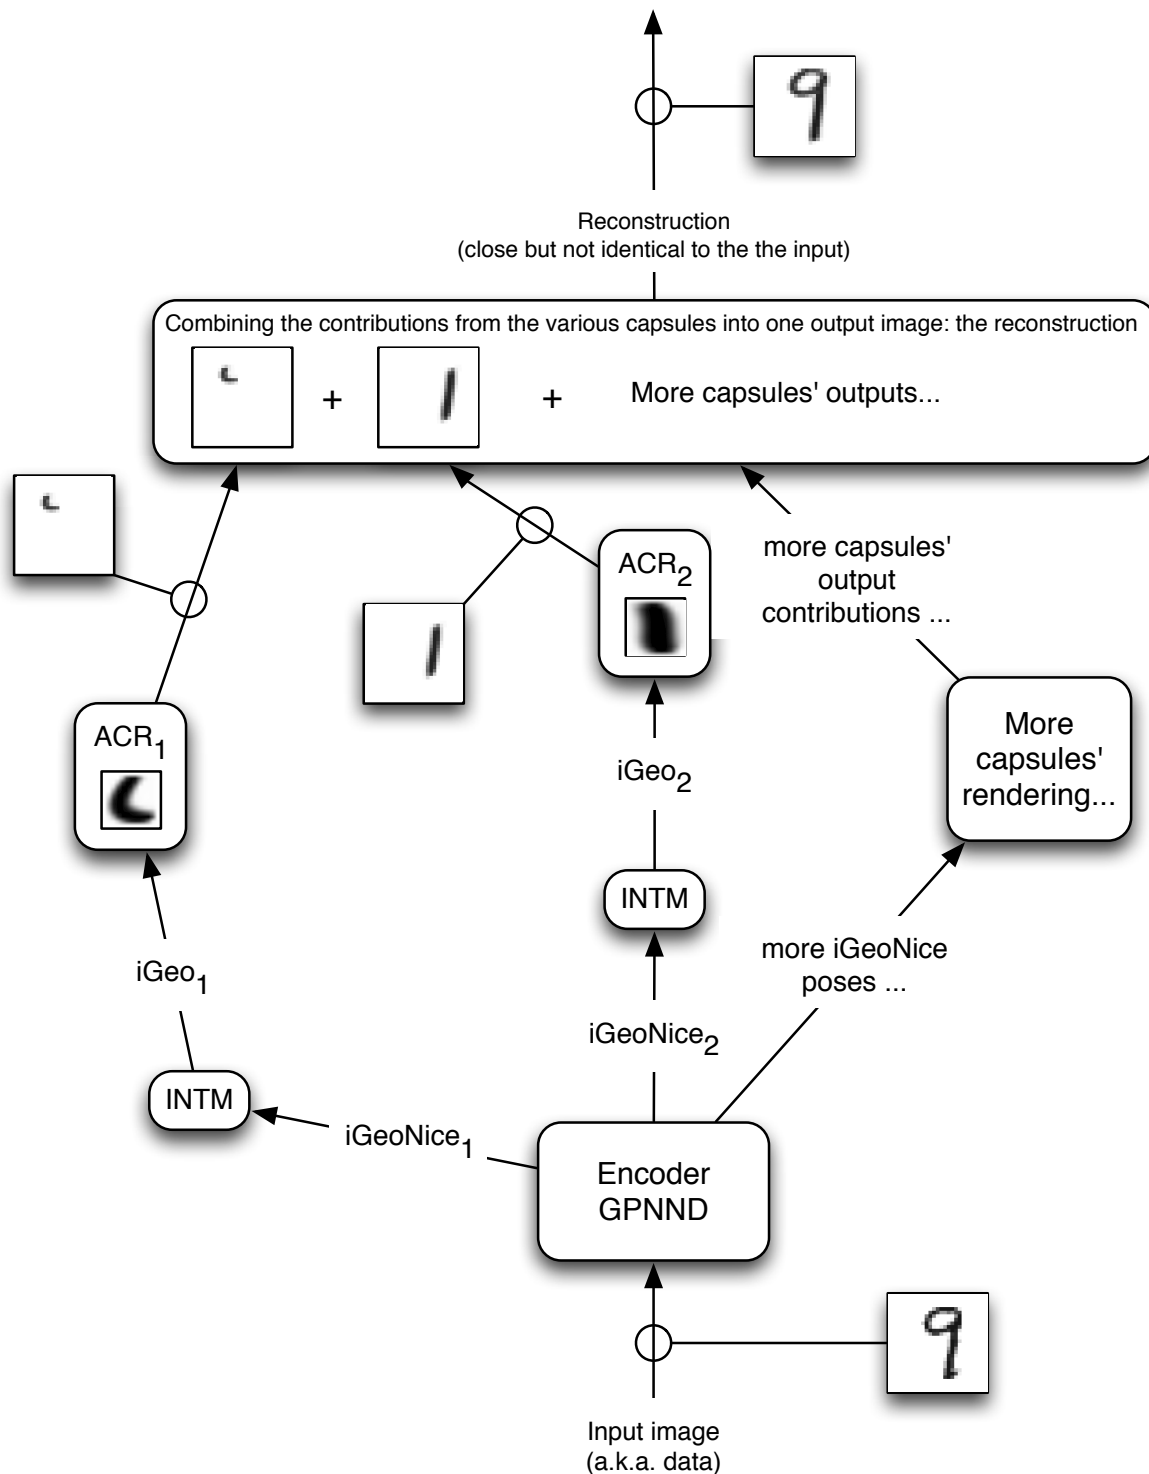 9
Reconstruction
(close but not identical to the the input)
Combining the contributions from the various capsules into one output image: the reconstruction
+
+
More capsules' outputs...
ACR2
more capsules'
output
contributions ...
ACR1
More
capsules'
rendering...
iGeo2
INTM
iGeo1
more iGeoNice
poses ...
iGeoNice2
INTM
iGeoNice1
Encoder
GPNND
9
Input image
(a.k.a. data)